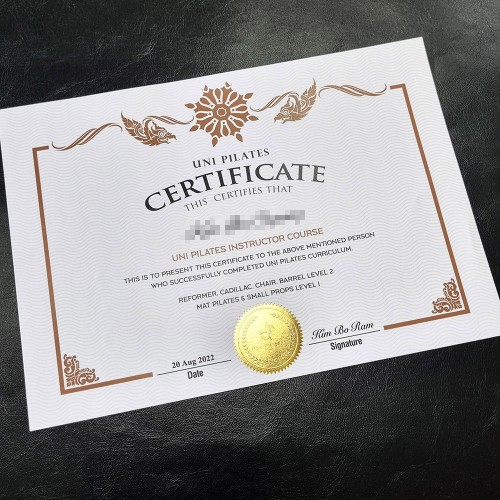 UNI PILATES
CERTIFICATE
THIS CERTIFIES THAT
UNI PILATES INSTRUCTOR COURSE
THIS IS TO PRESENT THIS CERTIFICATE TO THE ABOVE MENTIONED PERSON
WHO SUCCESSFULLY COMPLETED UNI PILATES CURRICULUM.
REFORMER, CADILLAC, CHAIR, BARREL LEVEL 2
MAT PILATES & SMALL PROPS LEVEL I
20 Aug 2022
Date
Kim Bo Ram
Signature